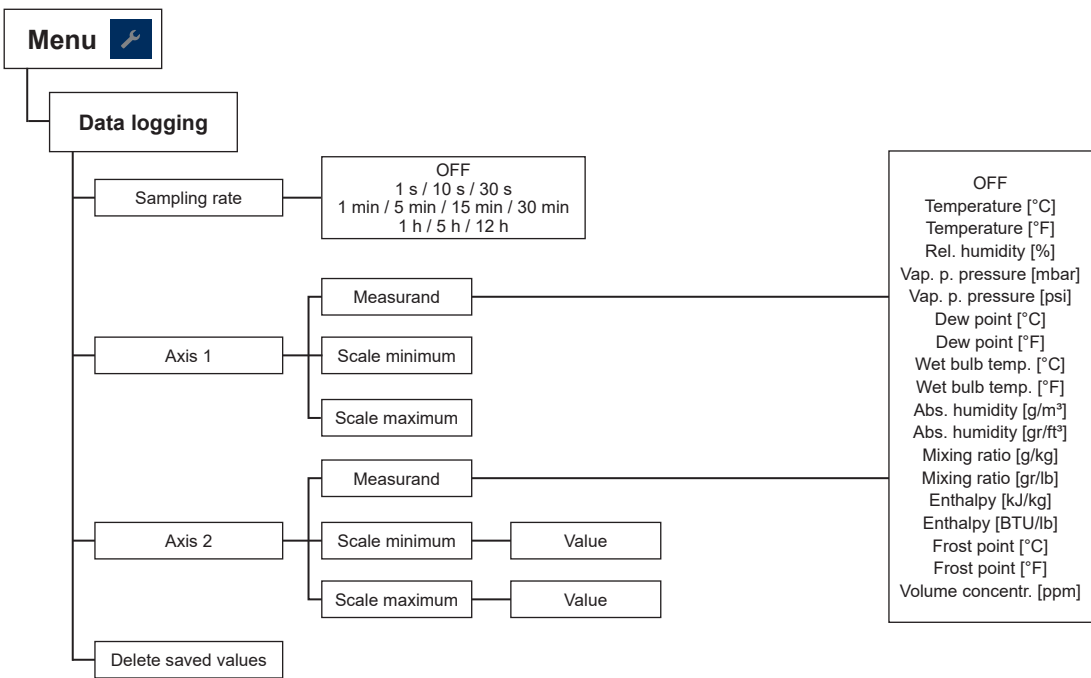 Menu
Data logging
Sampling rate
OFF
1 s / 10 s / 30 s
1 min / 5 min / 15 min / 30 min
1 h / 5 h / 12 h
Axis 1
Measurand
Scale minimum
Scale maximum
Axis 2
Measurand
Scale minimum
Value
Scale maximum
Value
Delete saved values
OFF
Temperature [°C]
Temperature [°F]
Rel. humidity [%]
Vap. p. pressure [mbar]
Vap. p. pressure [psi]
Dew point [°C]
Dew point [°F]
Wet bulb temp. [°C]
Wet bulb temp. [°F]
Abs. humidity [g/m³]
Abs. humidity [gr/ft³]
Mixing ratio [g/kg]
Mixing ratio [gr/lb]
Enthalpy [kJ/kg]
Enthalpy [BTU/lb]
Frost point [°C]
Frost point [°F]
Volume concentr. [ppm]